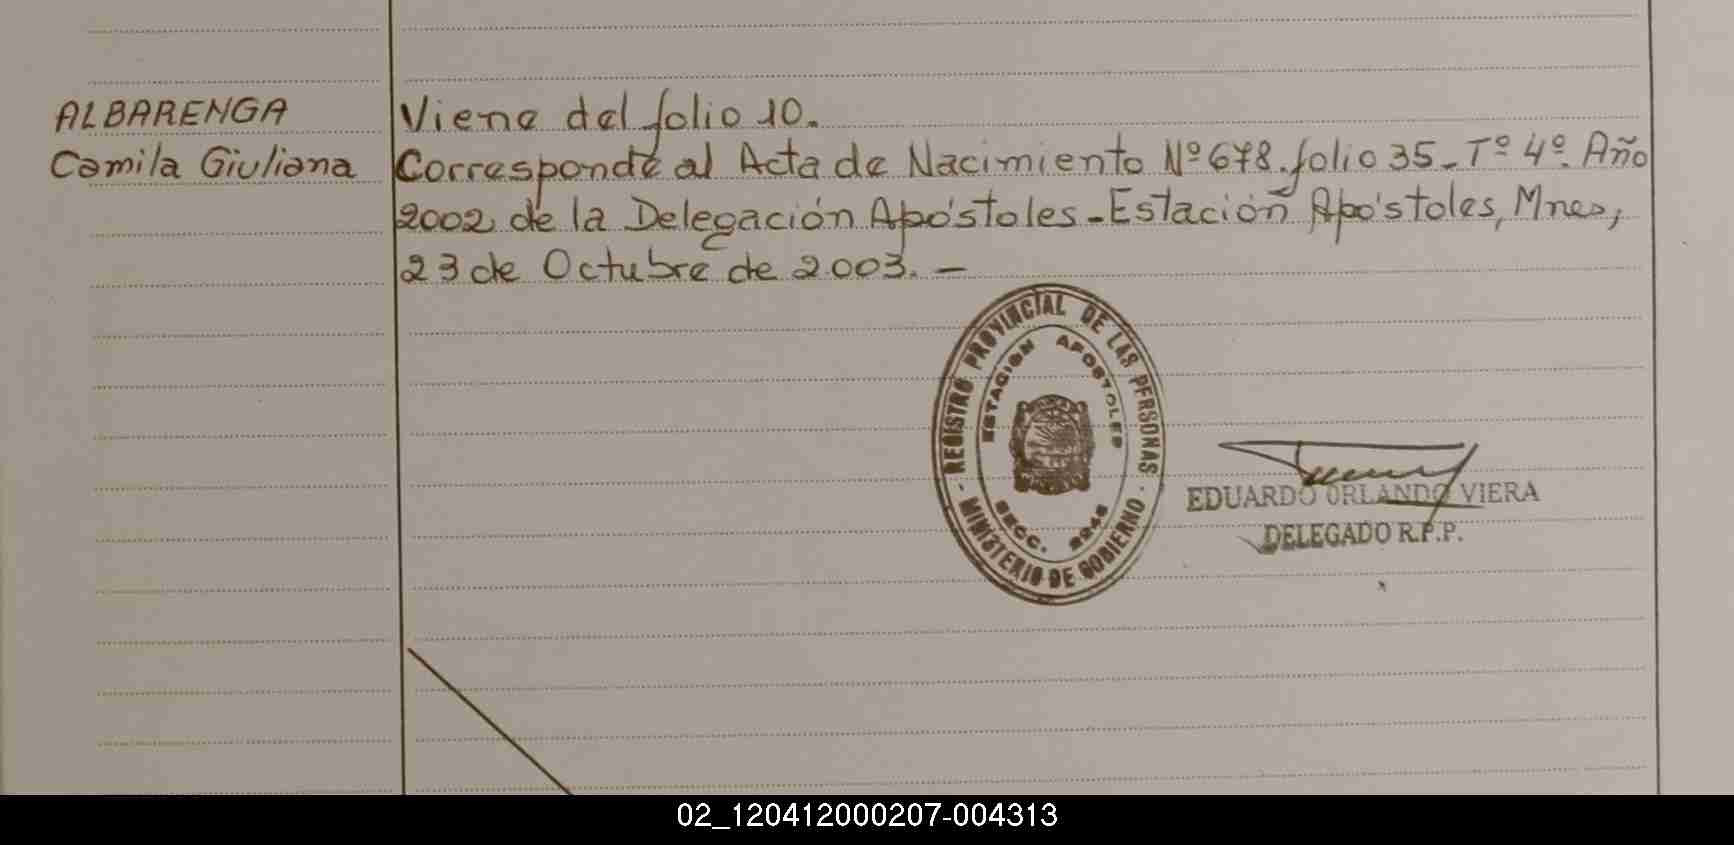 ALBARENGA
Camila Giuliana
Viene del folio 10.
Corresponde al Acta de Nacimiento Nº 678. folio 35 - Tº 4º. Año
2002 de la Delegación Apóstoles - Estación Apóstoles, Mnes,
23 de Octubre de 2003. -
REGISTRO PROVINCIAL DE LAS PERSONAS
· MINISTERIO DE GOBIERNO ·
ESTACION APOSTOLES
SECC.
EDUARDO ORLANDO VIERA
DELEGADO R.P.P.
02_120412000207-004313